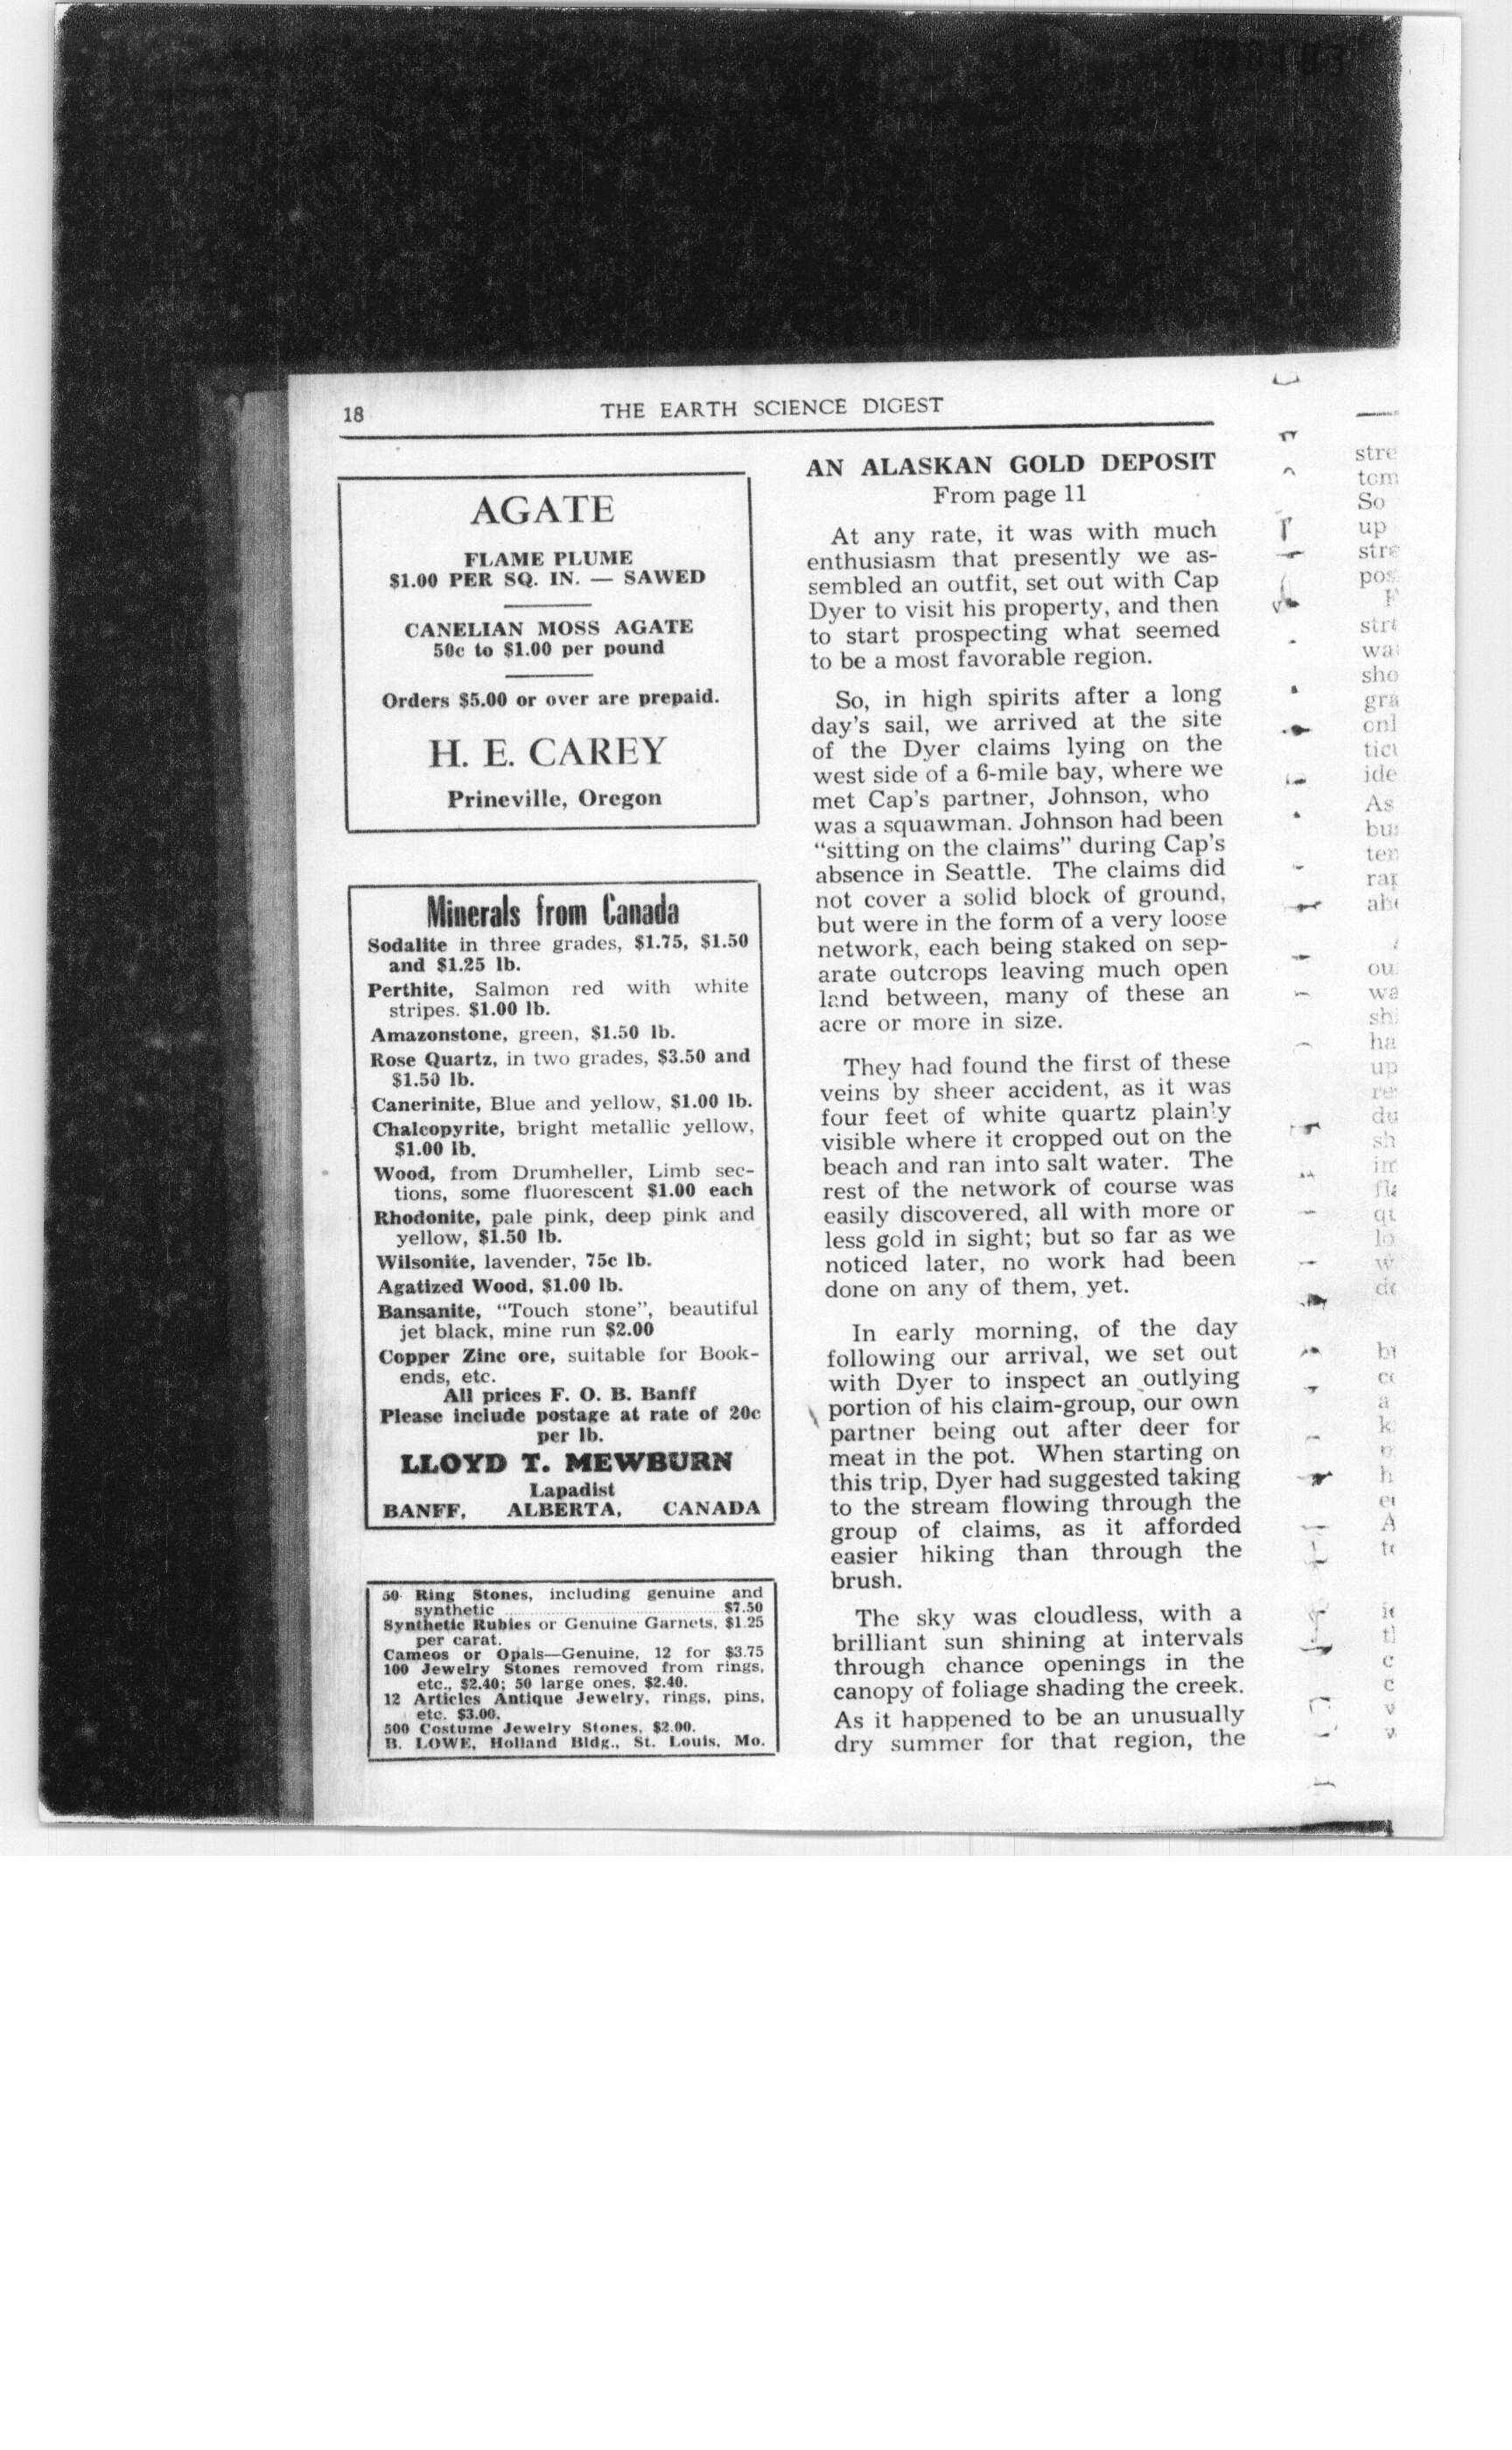 18
THE EARTH SCIENCE DIGEST
AGATE
FLAME PLUME
$1.00 PER SQ. IN. — SAWED
CANELIAN MOSS AGATE
50c to $1.00 per pound
Orders $5.00 or over are prepaid.
H. E. CAREY
Prineville, Oregon
Minerals from Canada
Sodalite in three grades, $1.75, $1.50
and $1.25 lb.
Perthite, Salmon red with white
stripes. $1.00 lb.
Amazonstone, green, $1.50 lb.
Rose Quartz, in two grades, $3.50 and
$1.50 lb.
Canerinite, Blue and yellow, $1.00 lb.
Chalcopyrite, bright metallic yellow,
$1.00 lb.
Wood, from Drumheller, Limb sec-
tions, some fluorescent $1.00 each
Rhodonite, pale pink, deep pink and
yellow, $1.50 lb.
Wilsonite, lavender, 75c lb.
Agatized Wood, $1.00 lb.
Bansanite, “Touch stone”, beautiful
jet black, mine run $2.00
Copper Zinc ore, suitable for Book-
ends, etc.
All prices F. O. B. Banff
Please include postage at rate of 20c
per lb.
LLOYD T. MEWBURN
Lapadist
BANFF, ALBERTA, CANADA
50 Ring Stones, including genuine and
synthetic ........ $7.50
Synthetic Rubies or Genuine Garnets, $1.25
per carat.
Cameos or Opals—Genuine, 12 for $3.75
100 Jewelry Stones removed from rings,
etc., $2.40; 50 large ones, $2.40.
12 Articles Antique Jewelry, rings, pins,
etc. $3.00.
500 Costume Jewelry Stones, $2.00.
B. LOWE, Holland Bldg., St. Louis, Mo.
AN ALASKAN GOLD DEPOSIT
From page 11
At any rate, it was with much
enthusiasm that presently we as-
sembled an outfit, set out with Cap
Dyer to visit his property, and then
to start prospecting what seemed
to be a most favorable region.
So, in high spirits after a long
day's sail, we arrived at the site
of the Dyer claims lying on the
west side of a 6-mile bay, where we
met Cap's partner, Johnson, who
was a squawman. Johnson had been
“sitting on the claims” during Cap's
absence in Seattle. The claims did
not cover a solid block of ground,
but were in the form of a very loose
network, each being staked on sep-
arate outcrops leaving much open
land between, many of these an
acre or more in size.
They had found the first of these
veins by sheer accident, as it was
four feet of white quartz plainly
visible where it cropped out on the
beach and ran into salt water. The
rest of the network of course was
easily discovered, all with more or
less gold in sight; but so far as we
noticed later, no work had been
done on any of them, yet.
In early morning, of the day
following our arrival, we set out
with Dyer to inspect an outlying
portion of his claim-group, our own
partner being out after deer for
meat in the pot. When starting on
this trip, Dyer had suggested taking
to the stream flowing through the
group of claims, as it afforded
easier hiking than through the
brush.
The sky was cloudless, with a
brilliant sun shining at intervals
through chance openings in the
canopy of foliage shading the creek.
As it happened to be an unusually
dry summer for that region, the